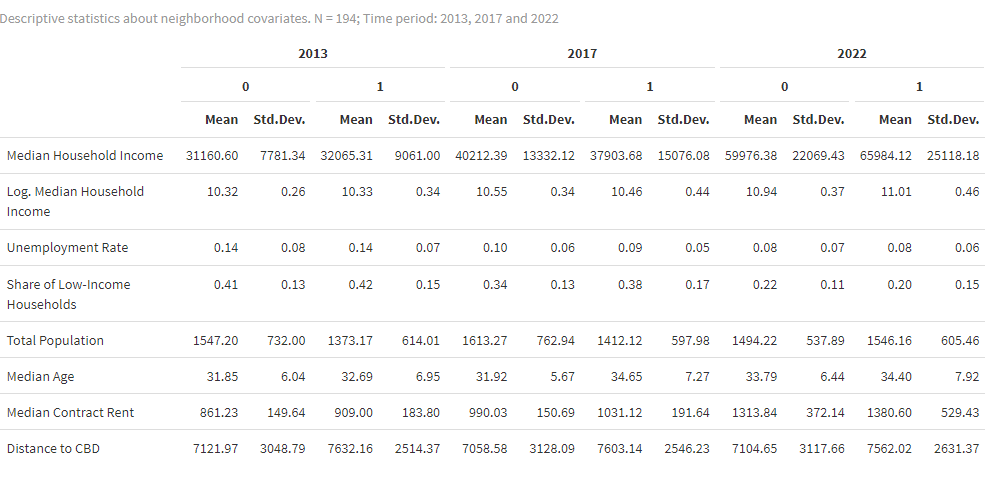 Descriptive statistics about neighborhood covariates. N = 194; Time period: 2013, 2017 and 2022
2013 2017 2022
0 1 0 1 0 1
Mean Std.Dev. Mean Std.Dev. Mean Std.Dev. Mean Std.Dev. Mean Std.Dev. Mean Std.Dev.
Median Household Income 31160.60 7781.34 32065.31 9061.00 40212.39 13332.12 37903.68 15076.08 59976.38 22069.43 65984.12 25118.18
Log. Median Household 10.32 0.26 10.33 0.34 10.55 0.34 10.46 0.44 10.94 0.37 11.01 0.46
Income
Unemployment Rate 0.14 0.08 0.14 0.07 0.10 0.06 0.09 0.05 0.08 0.07 0.08 0.06
Share of Low-Income 0.41 0.13 0.42 0.15 0.34 0.13 0.38 0.17 0.22 0.11 0.20 0.15
Households
Total Population 1547.20 732.00 1373.17 614.01 1613.27 762.94 1412.12 597.98 1494.22 537.89 1546.16 605.46
Median Age 31.85 6.04 32.69 6.95 31.92 5.67 34.65 7.27 33.79 6.44 34.40 7.92
Median Contract Rent 861.23 149.64 909.00 183.80 990.03 150.69 1031.12 191.64 1313.84 372.14 1380.60 529.43
Distance to CBD 7121.97 3048.79 7632.16 2514.37 7058.58 3128.09 7603.14 2546.23 7104.65 3117.66 7562.02 2631.37